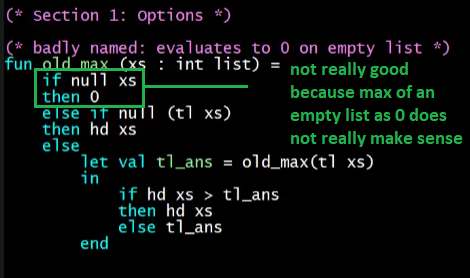 (* Section 1: Options *)
(* badly named: evaluates to 0 on empty list *)
fun old_max (xs : int list) =
if null xs
then 0
else if null (tl xs)
then hd xs
else
let val tl_ans = old_max(tl xs)
in
if hd xs > tl_ans
then hd xs
else tl_ans
end
not really good
because max of an
empty list as 0 does
not really make sense